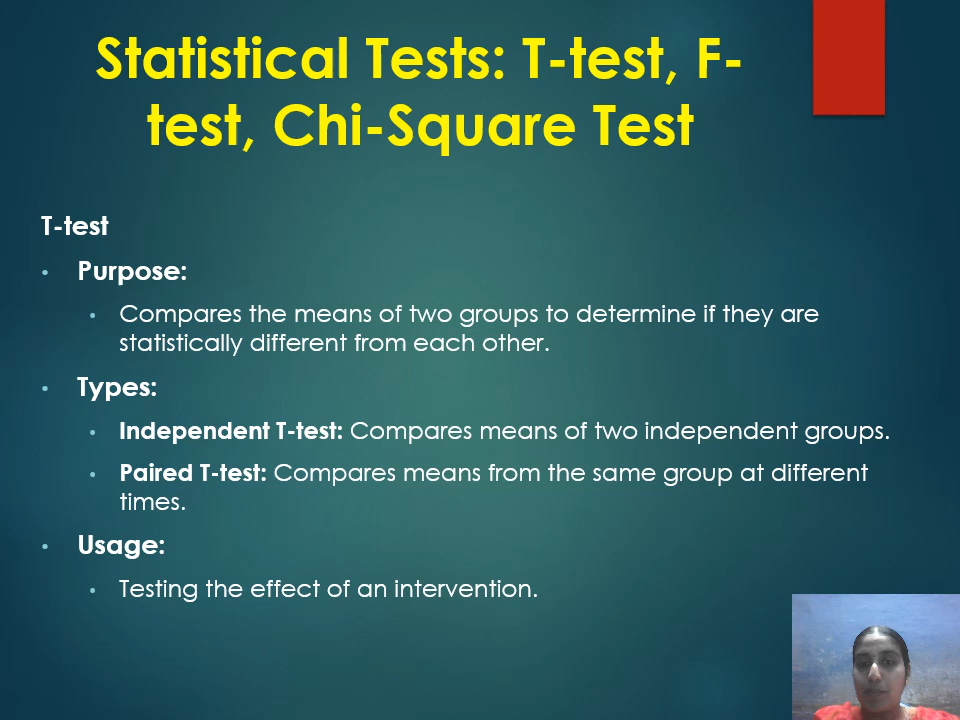 Statistical Tests: T-test, F-
test, Chi-Square Test
T-test
• Purpose:
• Compares the means of two groups to determine if they are
statistically different from each other.
• Types:
• Independent T-test: Compares means of two independent groups.
• Paired T-test: Compares means from the same group at different
times.
• Usage:
• Testing the effect of an intervention.